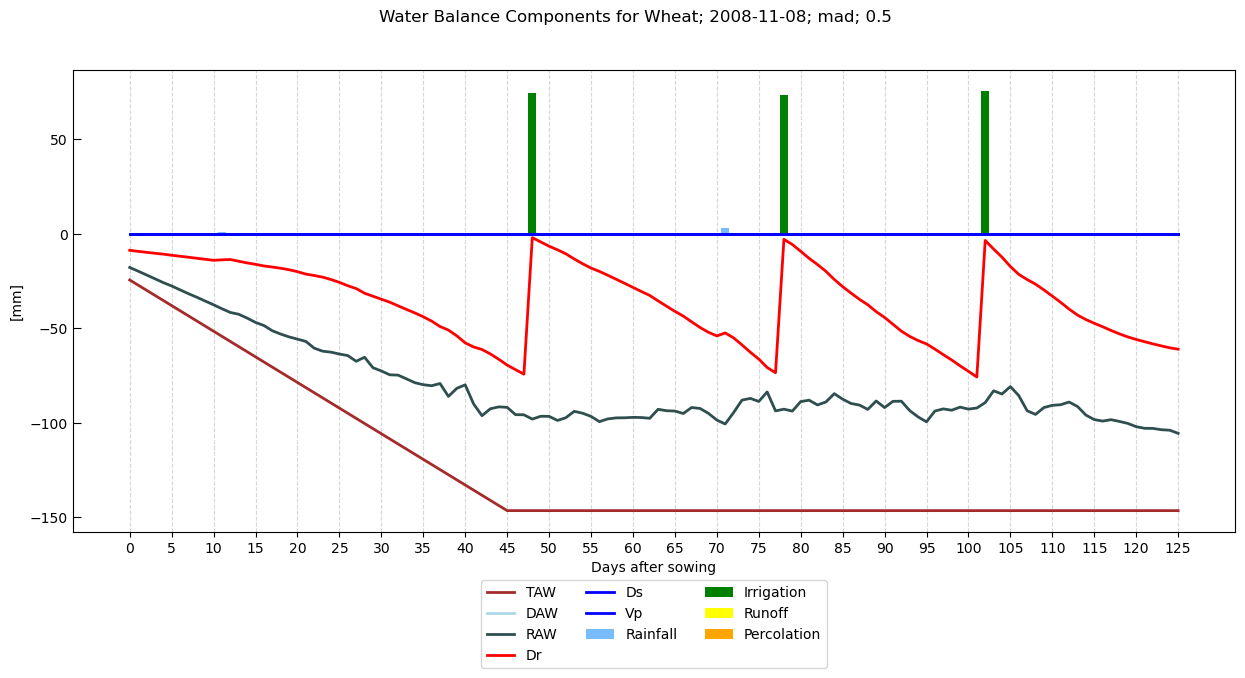 Water Balance Components for Wheat; 2008-11-08; mad; 0.5
50
0
−50
−100
−150
[mm]
0 5 10 15 20 25 30 35 40 45 50 55 60 65 70 75 80 85 90 95 100 105 110 115 120 125
Days after sowing
TAW Ds Irrigation
DAW Vp Runoff
RAW Rainfall Percolation
Dr